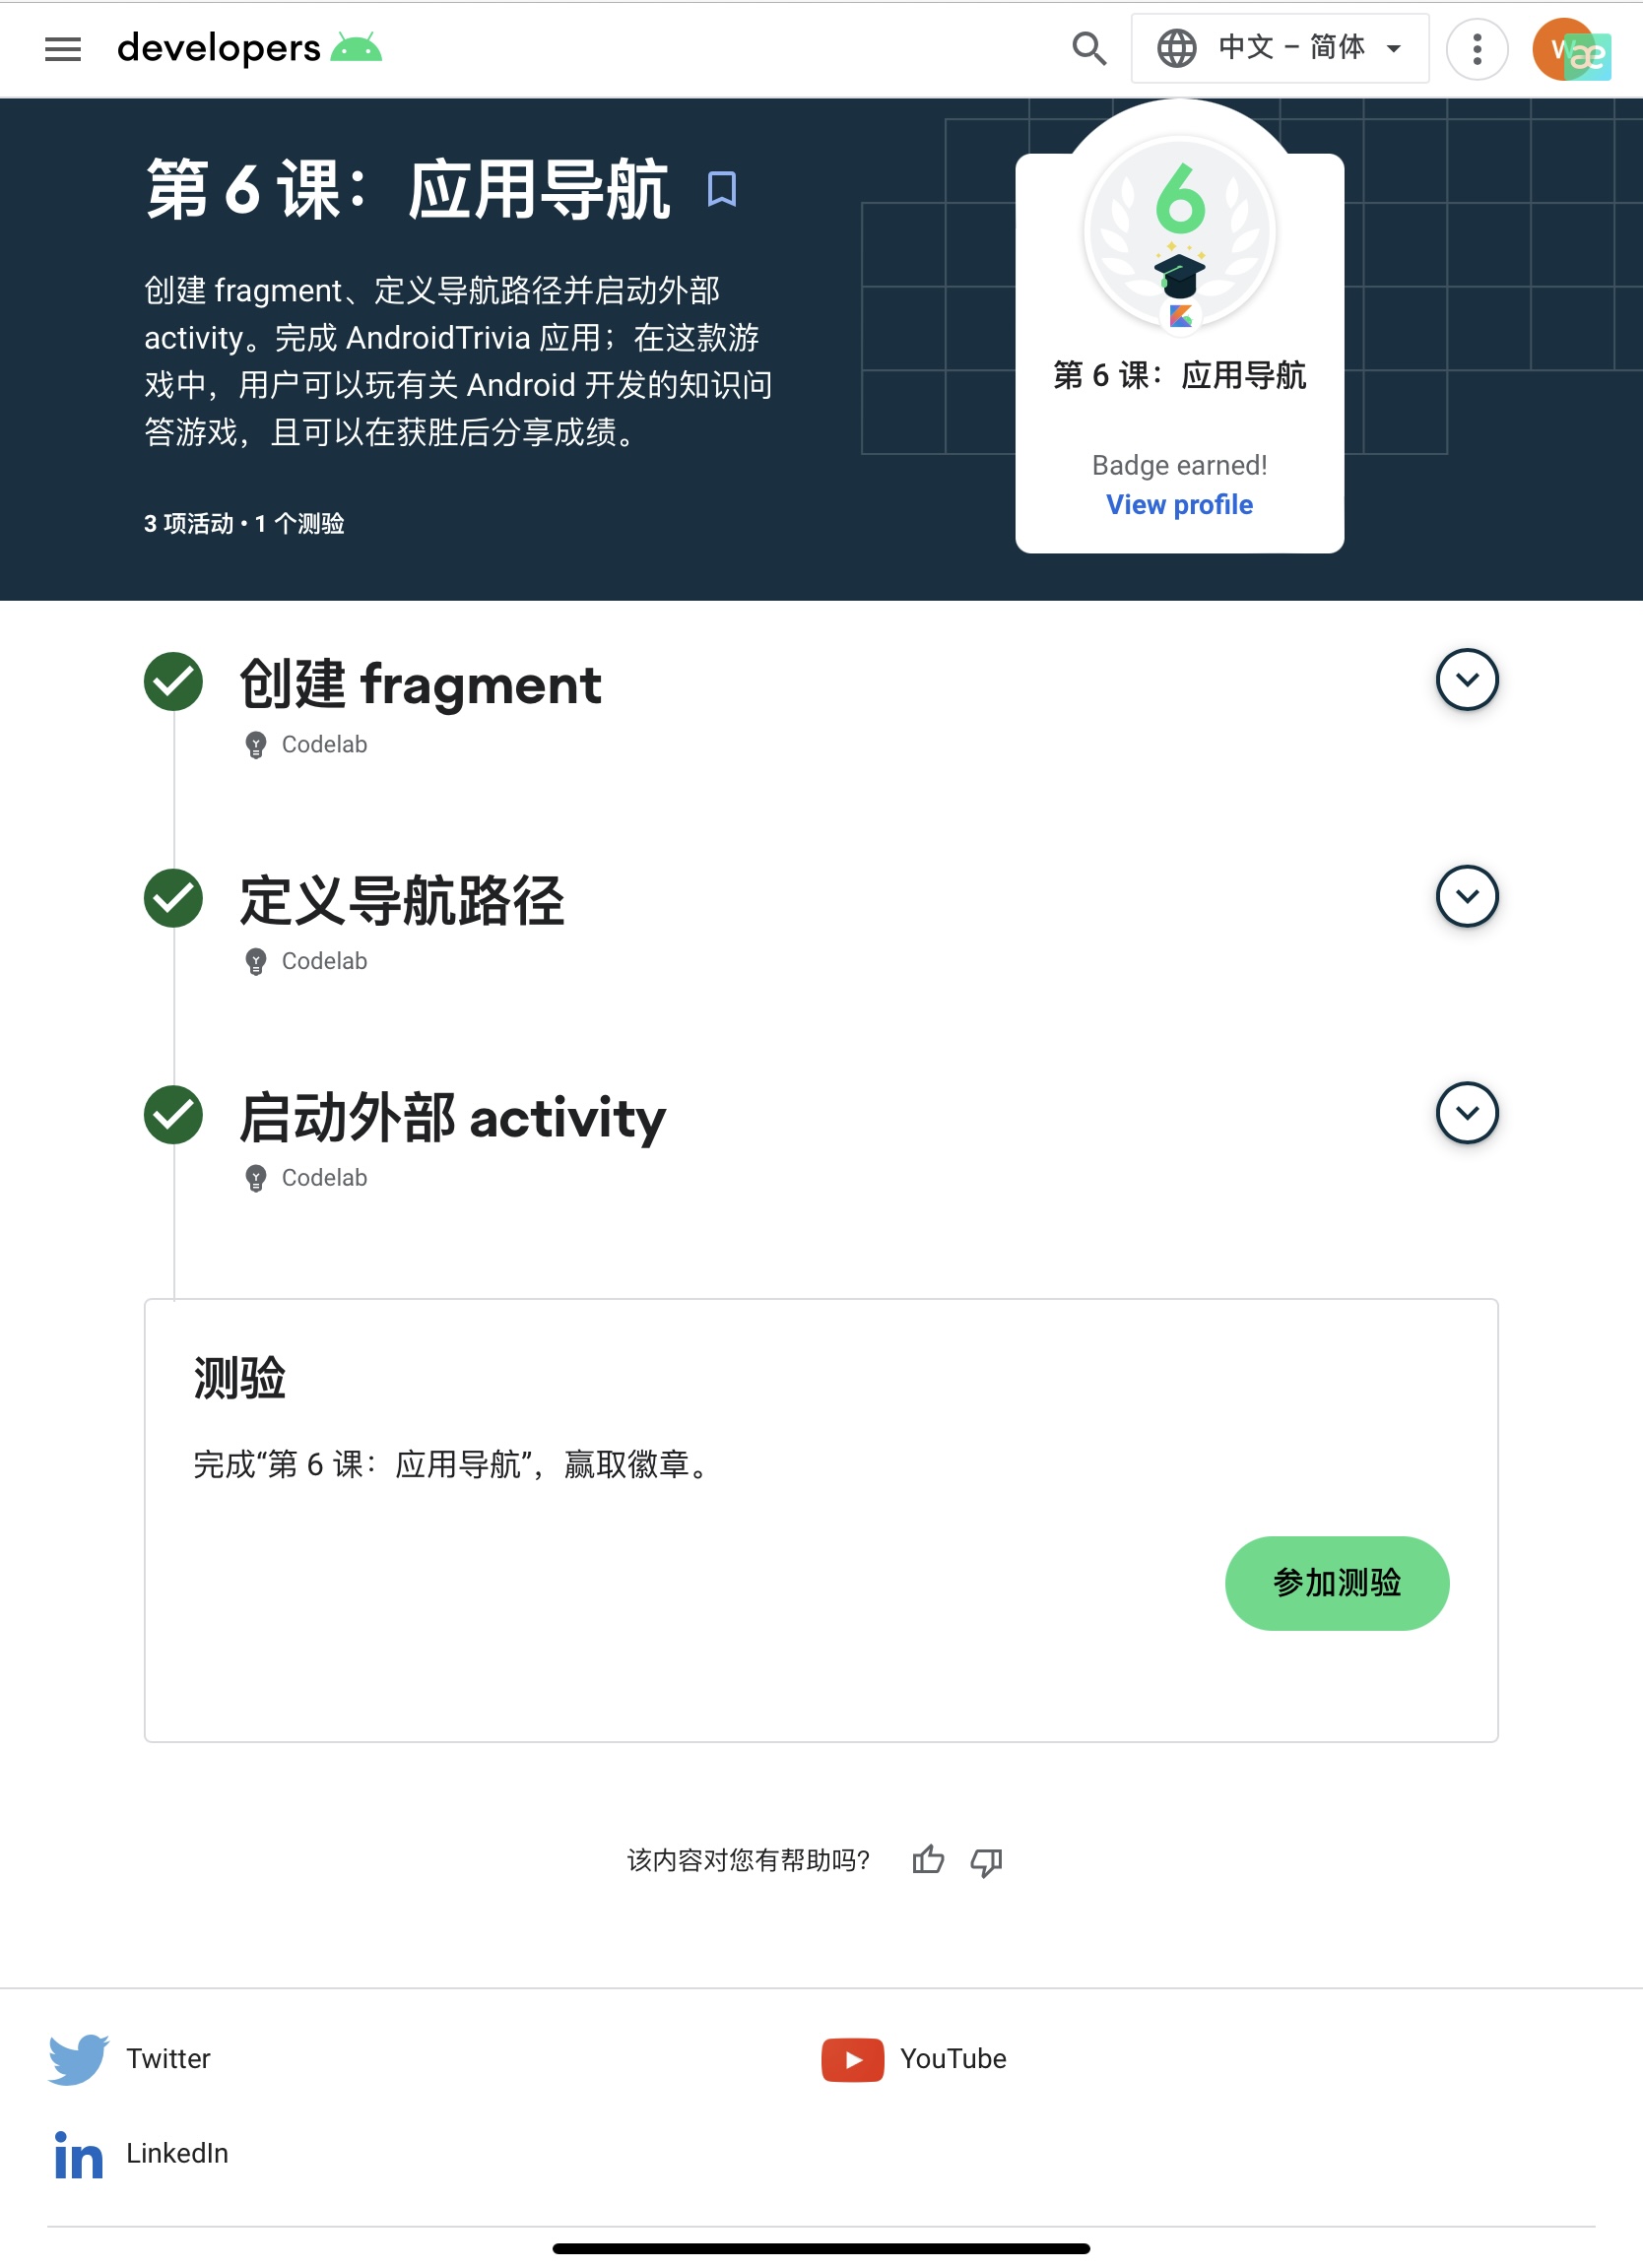 developers
中文 – 简体
W
æ
第 6 课：应用导航
创建 fragment、定义导航路径并启动外部
activity。完成 AndroidTrivia 应用；在这款游
戏中，用户可以玩有关 Android 开发的知识问
答游戏，且可以在获胜后分享成绩。
3 项活动 • 1 个测验
6
第 6 课：应用导航
Badge earned!
View profile
创建 fragment
Codelab
定义导航路径
Codelab
启动外部 activity
Codelab
测验
完成“第 6 课：应用导航”，赢取徽章。
参加测验
该内容对您有帮助吗?
Twitter
YouTube
in
LinkedIn